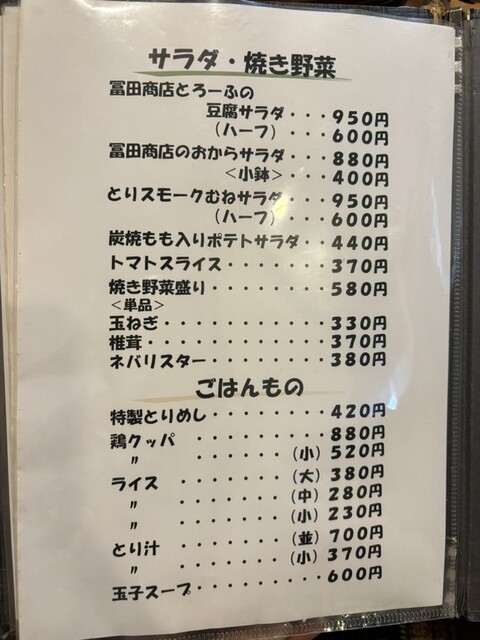 サラダ・焼き野菜
冨田商店とろーふの
豆腐サラダ・・・950円
（ハーフ）・・・600円
冨田商店のおからサラダ・・・880円
＜小鉢＞・・・400円
とりスモークむねサラダ・・・950円
（ハーフ）・・・600円
炭焼もも入りポテトサラダ・・440円
トマトスライス・・・・・・・370円
焼き野菜盛り・・・・・・・・580円
＜単品＞
玉ねぎ・・・・・・・・・・・330円
椎茸・・・・・・・・・・・・370円
ネバリスター・・・・・・・・380円
ごはんもの
特製とりめし・・・・・・・・420円
鶏クッパ ・・・・・・・・・880円
〃 ・・・・・・（小）520円
ライス ・・・・・・・（大）380円
〃 ・・・・・・・（中）280円
〃 ・・・・・・・（小）230円
とり汁 ・・・・・・・（並）700円
〃 ・・・・・・・（小）370円
玉子スープ・・・・・・・・・600円